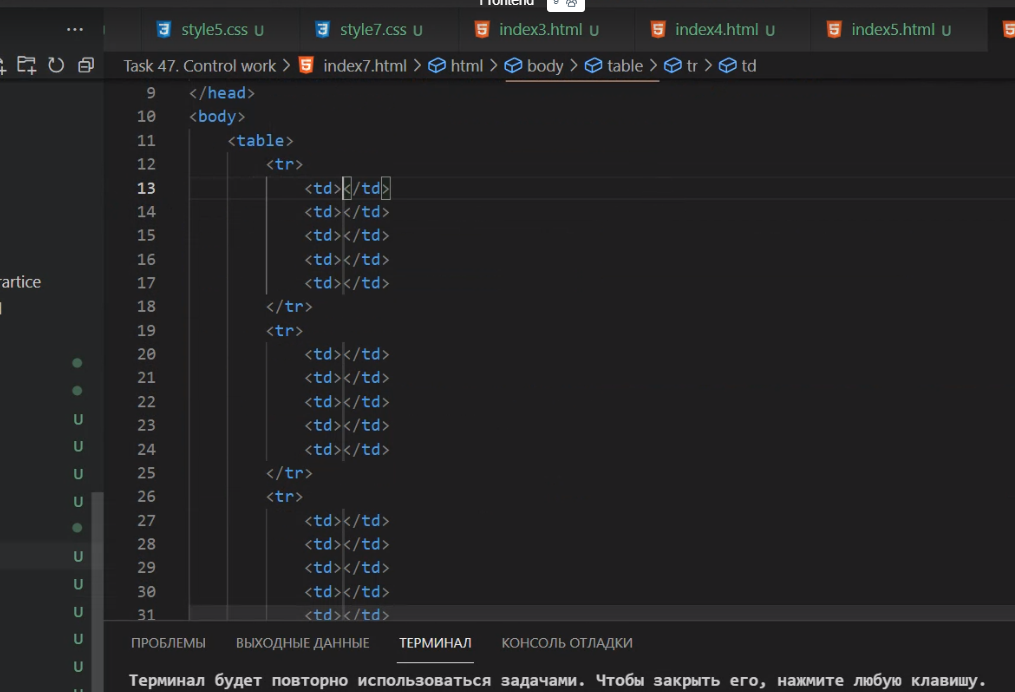 Frontend 9
... style5.css U style7.css U index3.html U index4.html U index5.html U
Task 47. Control work > index7.html > html > body > table > tr > td
9 </head>
10 <body>
11 <table>
12 <tr>
13 <td></td>
14 <td></td>
15 <td></td>
16 <td></td>
17 <td></td>
18 </tr>
19 <tr>
20 <td></td>
21 <td></td>
22 <td></td>
23 <td></td>
24 <td></td>
25 </tr>
26 <tr>
27 <td></td>
28 <td></td>
29 <td></td>
30 <td></td>
31 <td></td>
artice
U
U
U
U
U
U
U
U
U
ПРОБЛЕМЫ ВЫХОДНЫЕ ДАННЫЕ ТЕРМИНАЛ КОНСОЛЬ ОТЛАДКИ
Терминал будет повторно использоваться задачами. Чтобы закрыть его, нажмите любую клавишу.